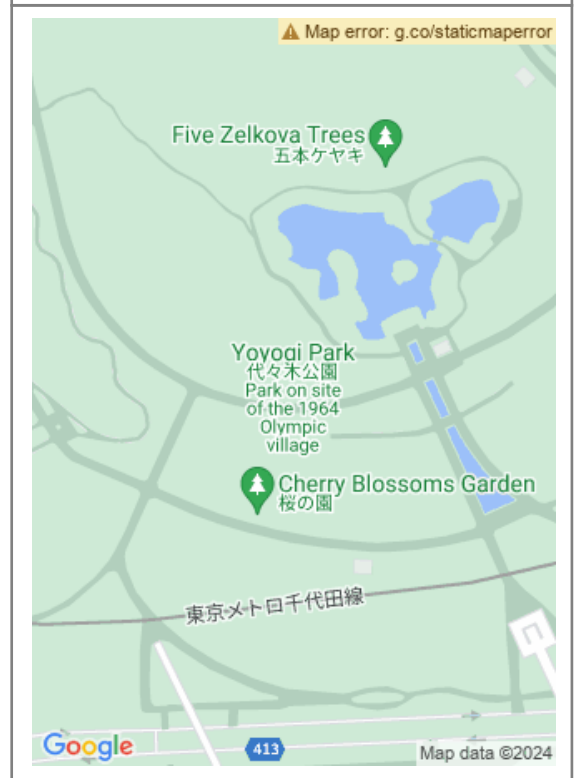 Map error: g.co/staticmaperror
Five Zelkova Trees
五本ケヤキ
Yoyogi Park
代々木公園
Park on site
of the 1964
Olympic
village
Cherry Blossoms Garden
桜の園
東京メトロ千代田線
Google
413
Map data ©2024